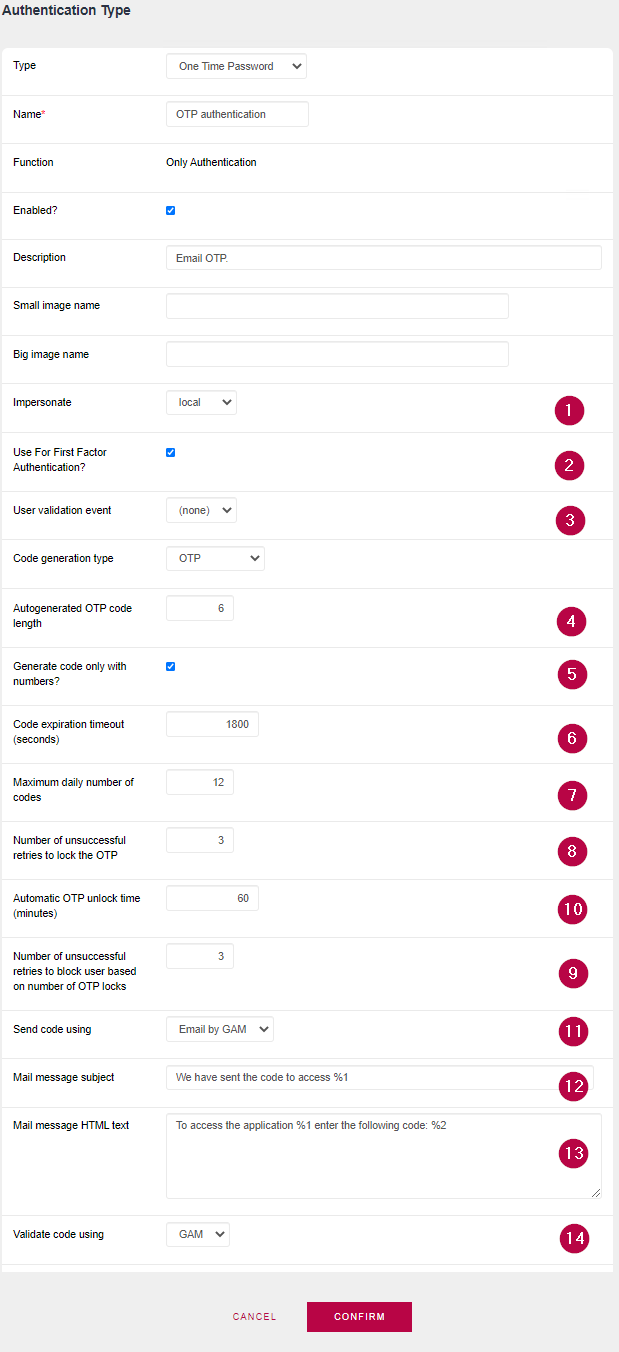 Authentication Type
Type
One Time Password
Name*
OTP authentication
Function
Only Authentication
Enabled?
Description
Email OTP.
Small image name
Big image name
Impersonate
local
1
Use For First Factor
Authentication?
2
User validation event
(none)
3
Code generation type
OTP
Autogenerated OTP code
length
6
4
Generate code only with
numbers?
5
Code expiration timeout
(seconds)
1800
6
Maximum daily number of
codes
12
7
Number of unsuccessful
retries to lock the OTP
3
8
Automatic OTP unlock time
(minutes)
60
10
Number of unsuccessful
retries to block user based
on number of OTP locks
3
9
Send code using
Email by GAM
11
Mail message subject
We have sent the code to access %1
12
Mail message HTML text
To access the application %1 enter the following code: %2
13
Validate code using
GAM
14
CANCEL
CONFIRM